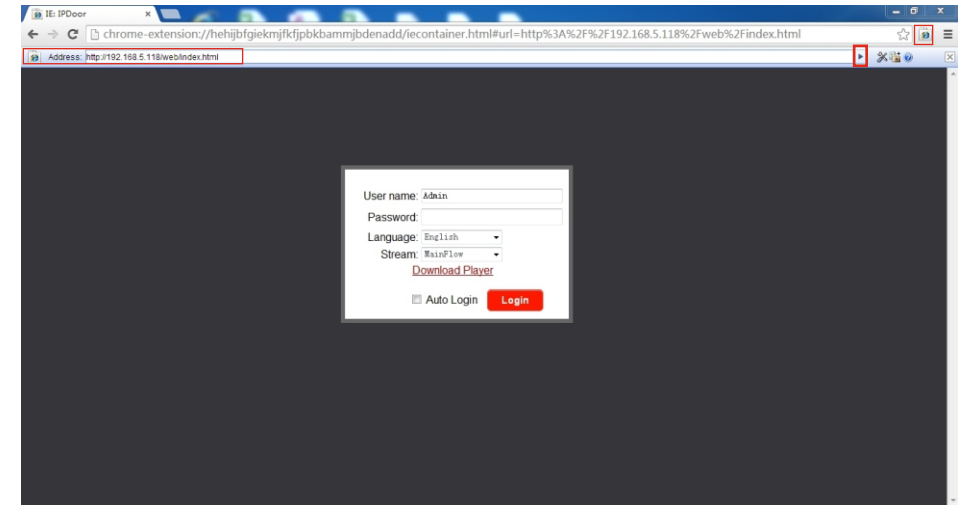 IE: IPDoor
chrome-extension://hehijbfgiekmjfkfjpbkbammjbdenadd/iecontainer.html#url=http%3A%2F%2F192.168.5.118%2Fweb%2Findex.html
Address: http://192.168.5.118/web/index.html
User name: Admin
Password:
Language: English
Stream: MainFlow
Download Player
Auto Login Login